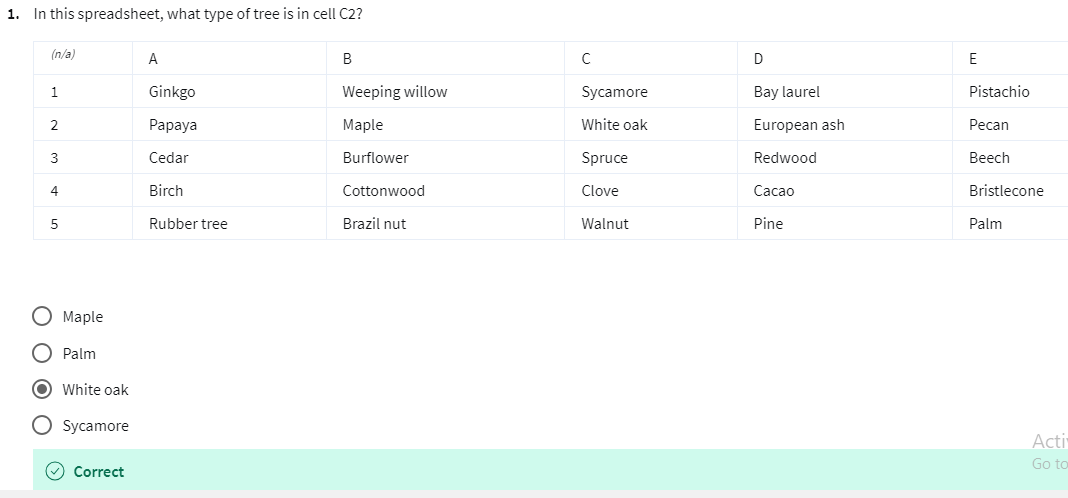 1. In this spreadsheet, what type of tree is in cell C2?
(n/a) A B C D E
1 Ginkgo Weeping willow Sycamore Bay laurel Pistachio
2 Papaya Maple White oak European ash Pecan
3 Cedar Burflower Spruce Redwood Beech
4 Birch Cottonwood Clove Cacao Bristlecone
5 Rubber tree Brazil nut Walnut Pine Palm
Maple
Palm
White oak
Sycamore
Correct
Go to